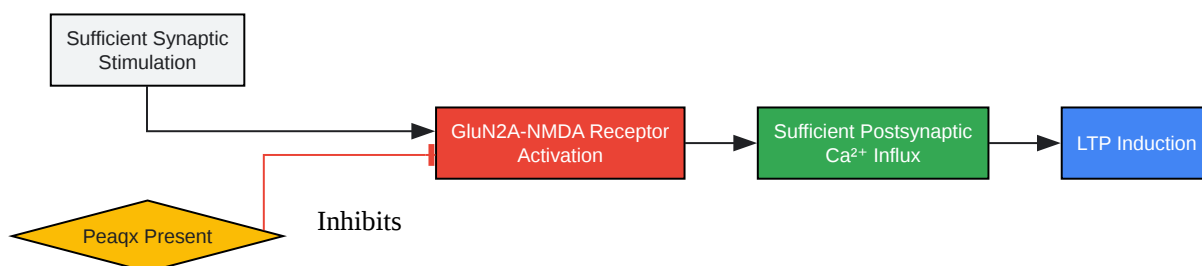 Sufficient Synaptic
Stimulation
GluN2A-NMDA Receptor
Activation
Sufficient Postsynaptic
Ca²⁺ Influx
LTP Induction
Inhibits
Peaqx Present